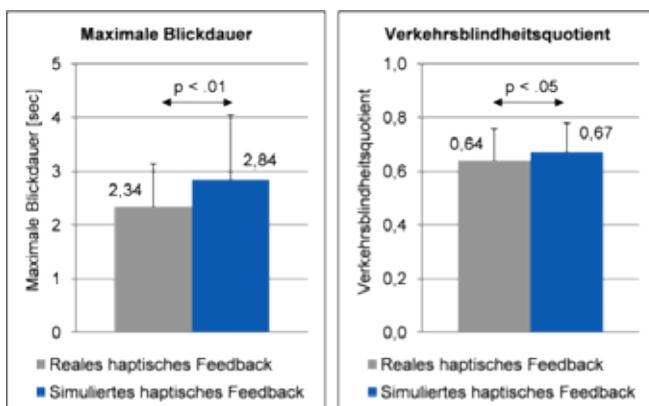 Maximale Blickdauer
Maximale Blickdauer [sec]
5
4
3
2
1
0
p < .01
2,34
2,84
Reales haptisches Feedback
Simuliertes haptisches Feedback
Verkehrsblindheitsquotient
Verkehrsblindheitsquotient
1,0
0,8
0,6
0,4
0,2
0,0
p < .05
0,64
0,67
Reales haptisches Feedback
Simuliertes haptisches Feedback